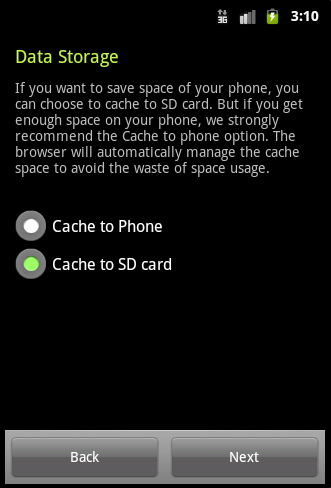 3G 3:10
Data Storage
If you want to save space of your phone, you
can choose to cache to SD card. But if you get
enough space on your phone, we strongly
recommend the Cache to phone option. The
browser will automatically manage the cache
space to avoid the waste of space usage.
Cache to Phone
Cache to SD card
Back Next